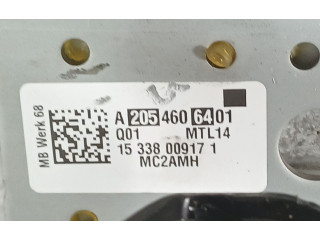 MB Werk 68
A 205 460 64 01
Q01 MTL14
15 338 00917 1
MC2AMH